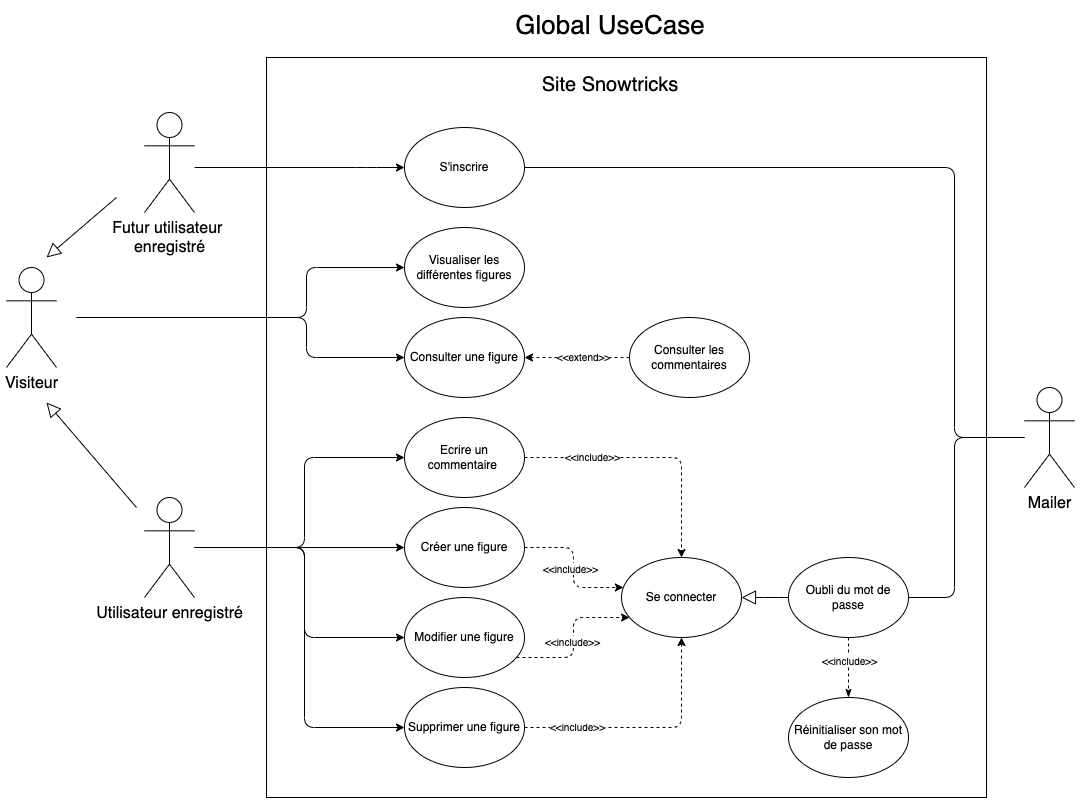 Global UseCase
Site Snowtricks
S'inscrire
Futur utilisateur
enregistré
Visualiser les
différentes figures
Visiteur
Consulter une figure
<<extend>>
Consulter les
commentaires
Ecrire un
commentaire
<<include>>
Mailer
Utilisateur enregistré
Créer une figure
<<include>>
Se connecter
Oubli du mot de
passe
Modifier une figure
<<include>>
<<include>>
Supprimer une figure
<<include>>
Réinitialiser son mot
de passe